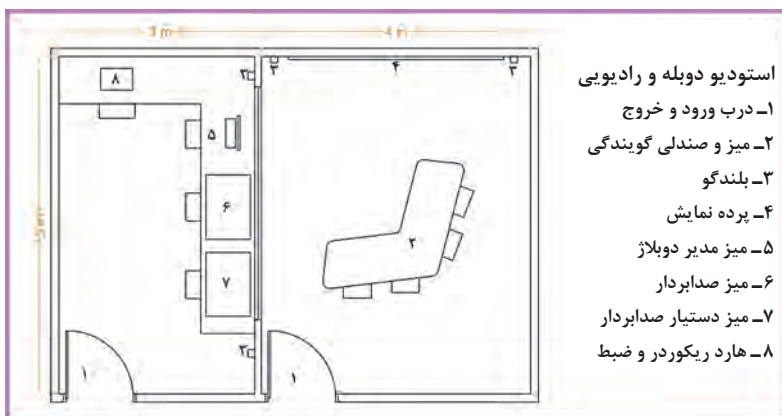 3 m
4 m
استودیو دوبله و رادیویی
۱ـ درب ورود و خروج
۲ـ میز و صندلی گویندگی
۳ـ بلندگو
۴ـ پرده نمایش
۵ـ میز مدیر دوبلاژ
۶ـ میز صدابردار
۷ـ میز دستیار صدابردار
۸ـ هارد ریکوردر و ضبط
۸
۳
۳
۴
۳
۵
۶
۲
۷
۳
۱
۱